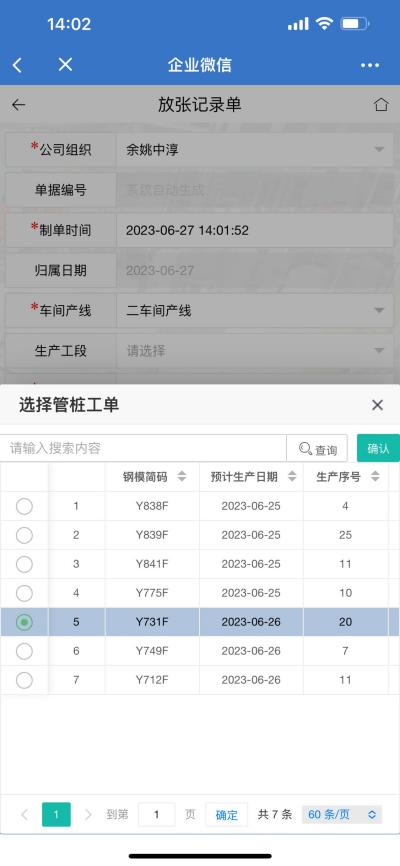 14:02
企业微信
放张记录单
*公司组织 余姚中淳
单据编号 系统自动生成
*制单时间 2023-06-27 14:01:52
归属日期 2023-06-27
*车间产线 二车间产线
生产工段 请选择
选择管桩工单
请输入搜索内容 查询 确认
钢模简码 预计生产日期 生产序号
1 Y838F 2023-06-25 4
2 Y839F 2023-06-25 25
3 Y841F 2023-06-25 11
4 Y775F 2023-06-25 10
5 Y731F 2023-06-26 20
6 Y749F 2023-06-26 7
7 Y712F 2023-06-26 11
1 到第 1 页 确定 共 7 条 60 条/页